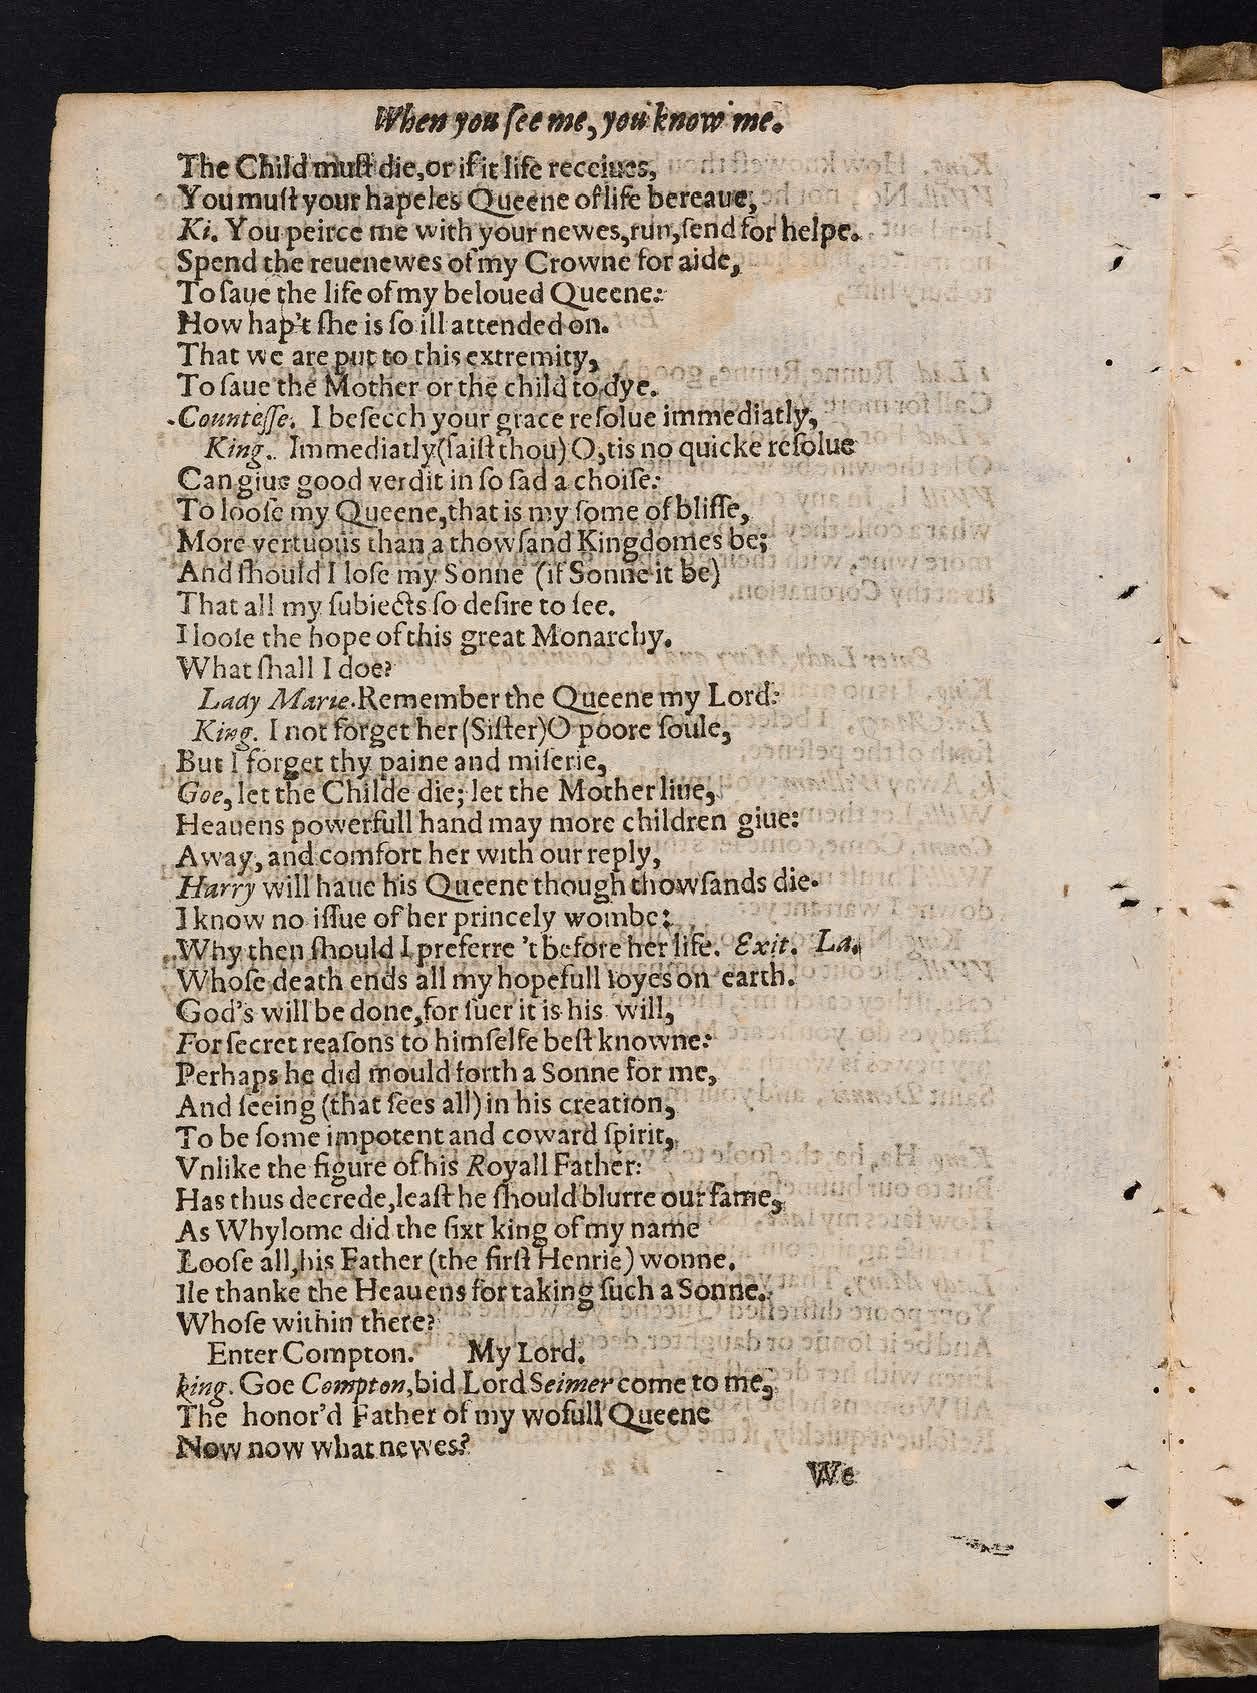 When you ſee me, you know me.
The Child muſt die, or if it life receiues,
You muſt your hapeles Queene of life bereaue;
Ki. You peirce me with your newes, run, ſend for helpe.
Spend the reuenewes of my Crowne for aide,
To ſaue the life of my beloued Queene:
How hap't ſhe is ſo ill attended on.
That we are put to this extremity,
To ſaue the Mother or the child to dye.
Counteſſe. I beſeech your grace reſolue immediatly,
King. Immediatly (ſaiſt thou) O, tis no quicke reſolue
Can giue good verdit in ſo ſad a choiſe:
To looſe my Queene, that is my ſome of bliſſe,
More vertuous than a thowſand Kingdomes be;
And ſhould I loſe my Sonne (if Sonne it be)
That all my ſubiects ſo deſire to ſee.
I looſe the hope of this great Monarchy.
What ſhall I doe?
Lady Marie. Remember the Queene my Lord:
King. I not forget her (Siſter) O poore ſoule,
But I forget thy paine and miſerie,
Goe, let the Childe die; let the Mother liue,
Heauens powerfull hand may more children giue:
Away, and comfort her with our reply,
Harry will haue his Queene though thowſands die.
I know no iſſue of her princely wombe:
Why then ſhould I preferre 't before her life. Exit. La.
Whoſe death ends all my hopefull ioyes on earth.
God's will be done, for ſuer it is his will,
For ſecret reaſons to himſelfe beſt knowne:
Perhaps he did mould forth a Sonne for me,
And ſeeing (that ſees all) in his creation,
To be ſome impotent and coward ſpirit,
Vnlike the figure of his Royall Father:
Has thus decrede, leaſt he ſhould blurre our fame,
As Whylome did the ſixt king of my name
Looſe all, his Father (the firſt Henrie) wonne.
Ile thanke the Heauens for taking ſuch a Sonne.
Whoſe within there?
Enter Compton. My Lord.
king. Goe Compton, bid Lord Seimer come to me,
The honor'd Father of my wofull Queene
Now now what newes?
We